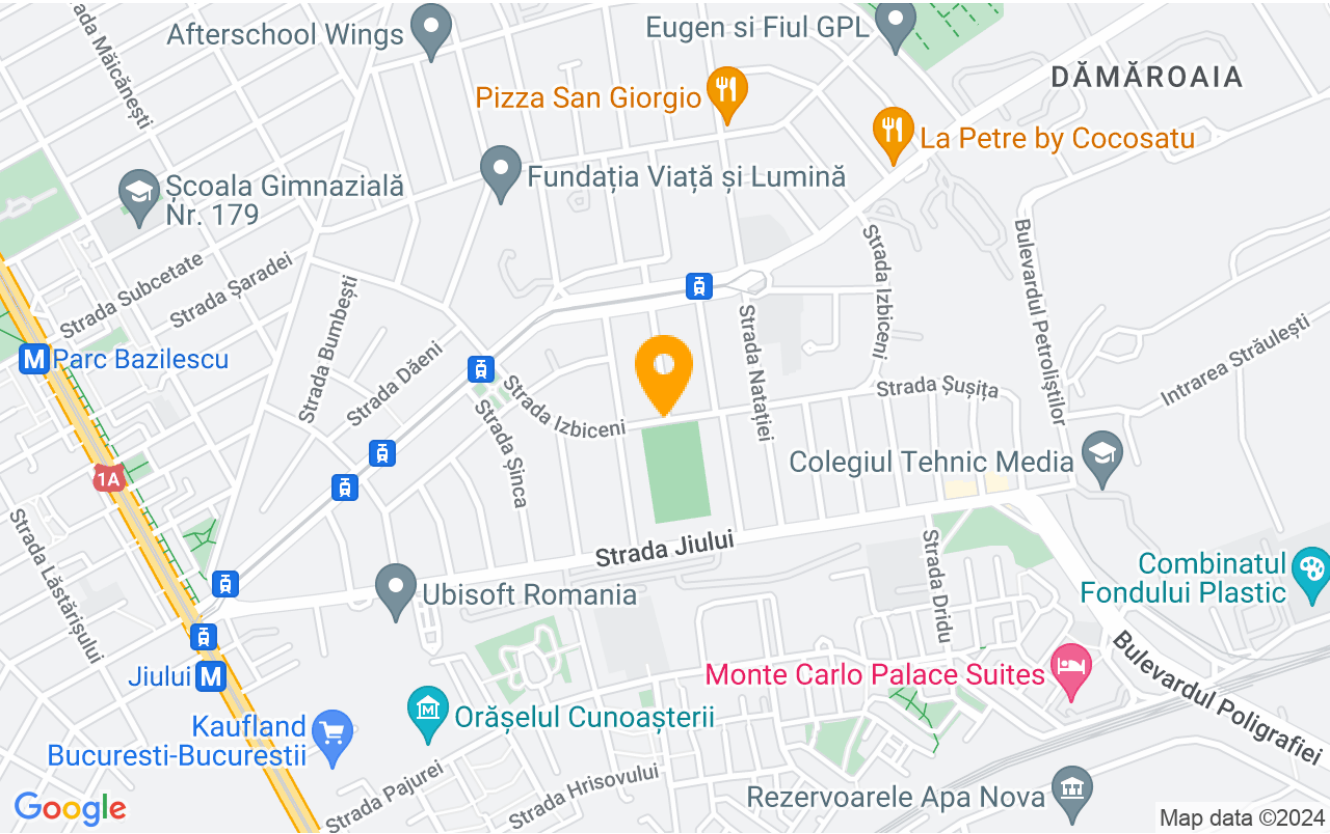 Strada Măicănești
Afterschool Wings
Eugen si Fiul GPL
DĂMĂROAIA
Pizza San Giorgio
La Petre by Cocosatu
Școala Gimnazială
Nr. 179
Fundația Viață și Lumină
Strada Subcetate
Strada Șaradei
Strada Bumbești
Strada Izbiceni
Bulevardul Petroliștilor
Intrarea Străulești
M Parc Bazilescu
Strada Dăeni
Strada Natației
Strada Șușița
Strada Izbiceni
Strada Șinca
1A
Colegiul Tehnic Media
Strada Lăstărișului
Strada Jiului
Strada Dridu
Combinatul
Fondului Plastic
Ubisoft Romania
Jiului M
Monte Carlo Palace Suites
Bulevardul Poligrafiei
Kaufland
Bucuresti-Bucurestii
Orășelul Cunoașterii
Strada Pajurei
Strada Hrisovului
Rezervoarele Apa Nova
Google
Map data ©2024